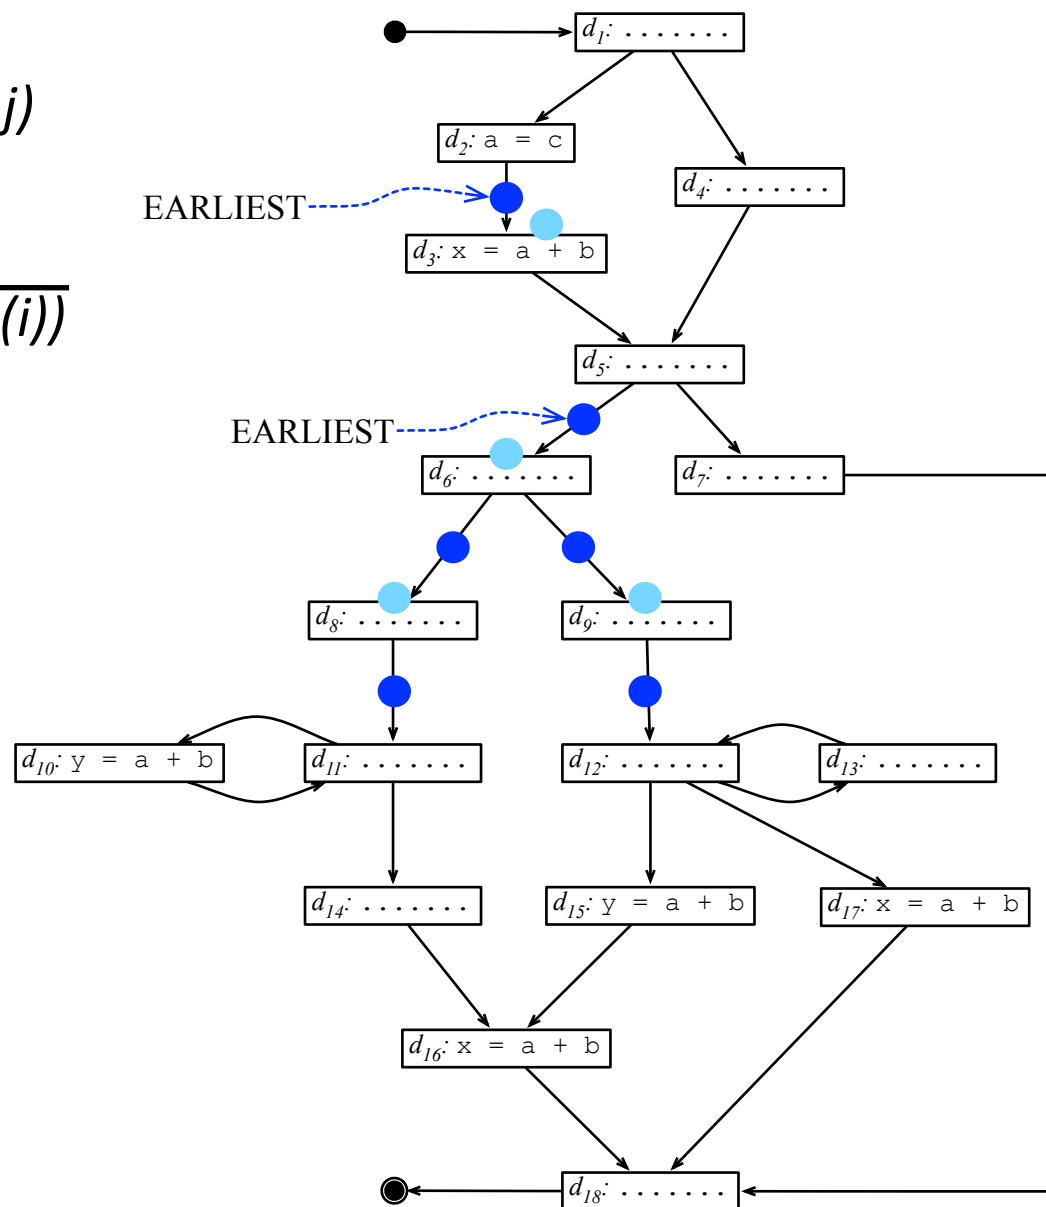 d1: .......
j)
d2: a = c
d4: .......
EARLIEST
d3: x = a + b
(i))
d5: .......
EARLIEST
d6: .......
d7: .......
d8: .......
d9: .......
d10: y = a + b
d11: .......
d12: .......
d13: .......
d14: .......
d15: y = a + b
d17: x = a + b
d16: x = a + b
d18: .......